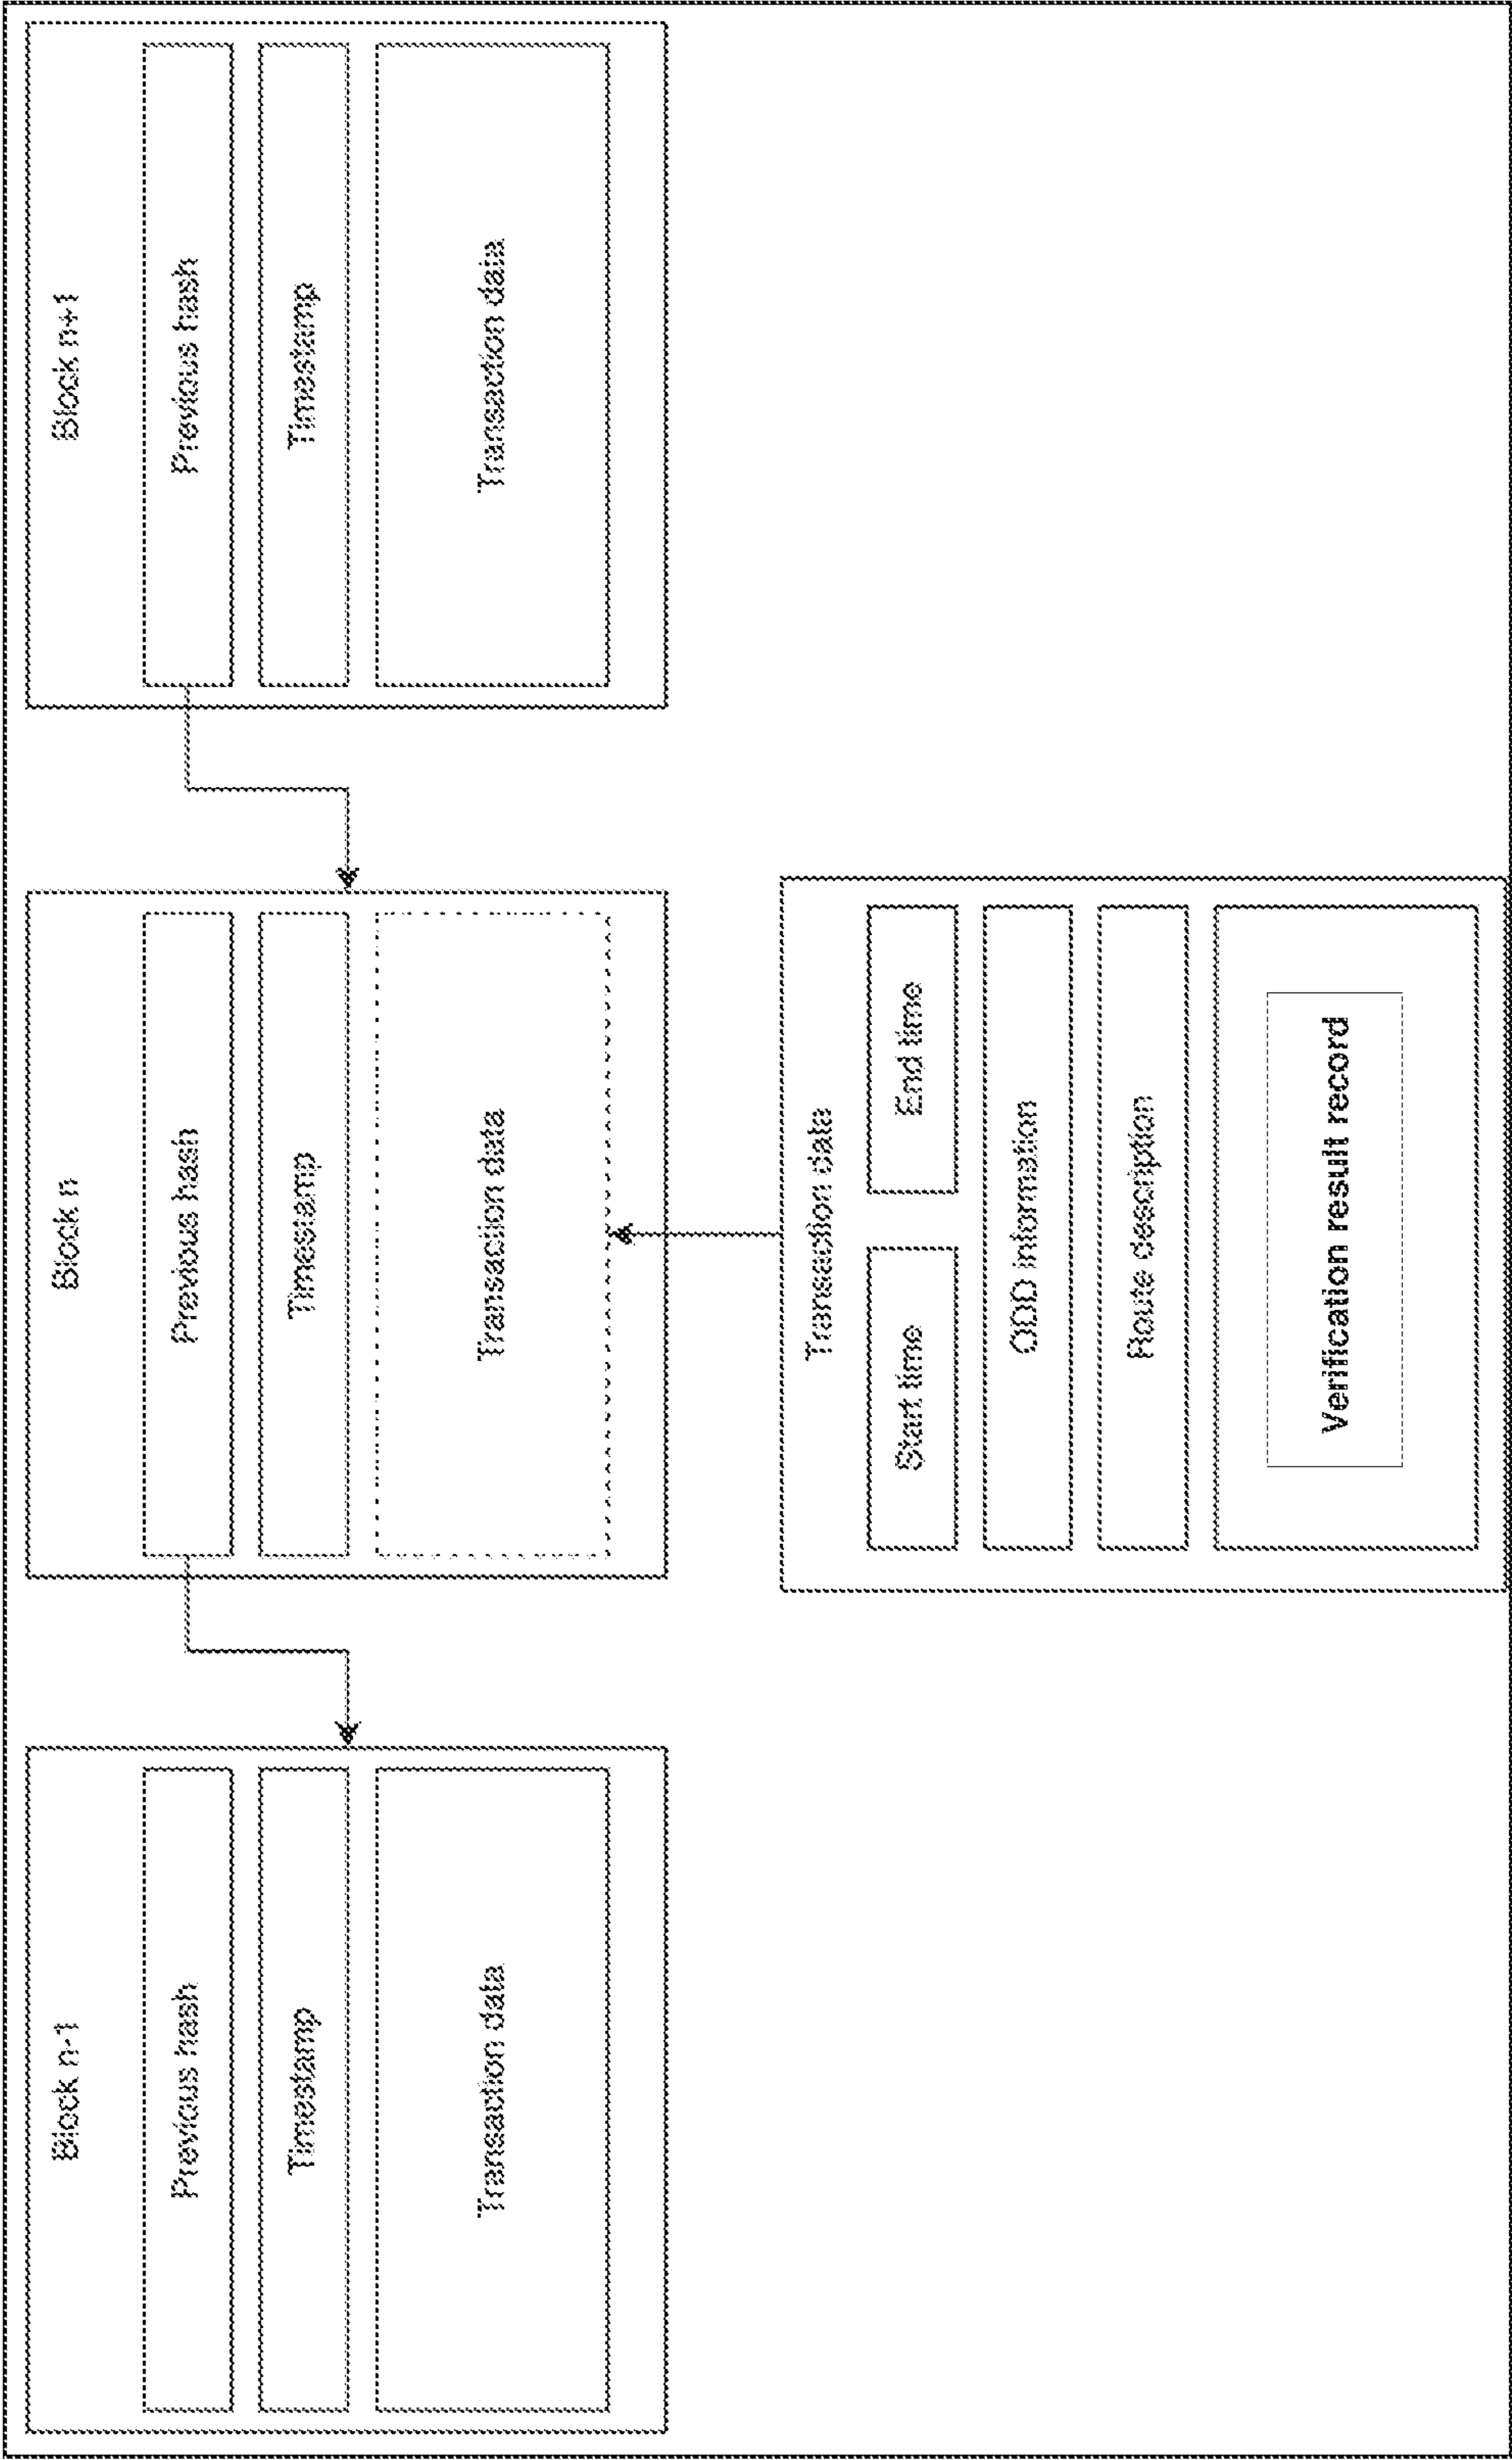 Block n-1
Previous hash
Timestamp
Transaction data
Block n
Previous hash
Timestamp
Transaction data
Block n+1
Previous hash
Timestamp
Transaction data
Transaction data
Start time
End time
ODD information
Route description
Verification result record